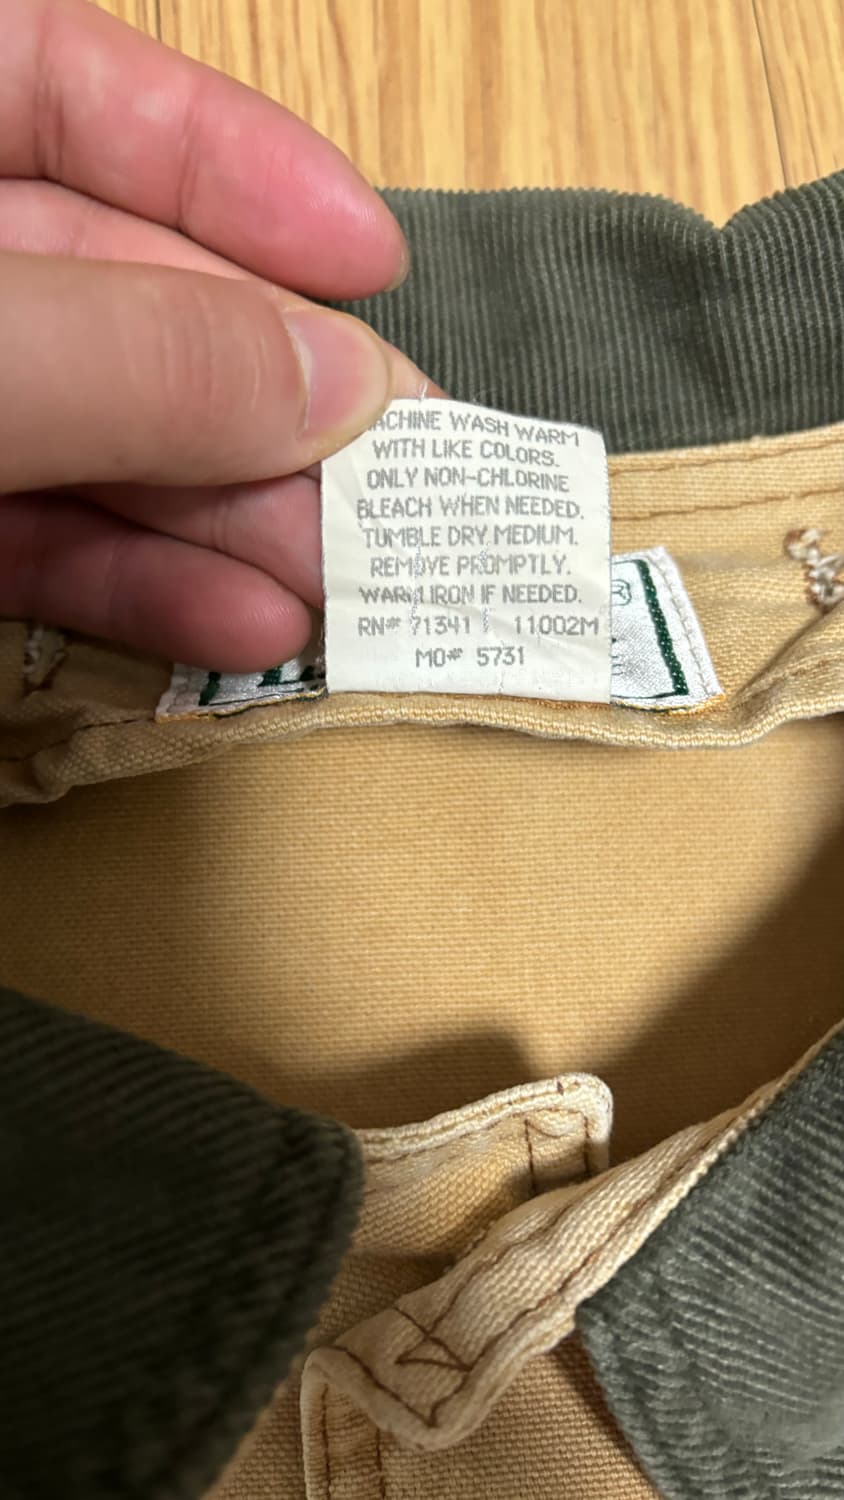 MACHINE WASH WARM
WITH LIKE COLORS.
ONLY NON-CHLORINE
BLEACH WHEN NEEDED.
TUMBLE DRY MEDIUM.
REMOVE PROMPTLY.
WARM IRON IF NEEDED.
RN# 71341 11002M
MO# 5731
®